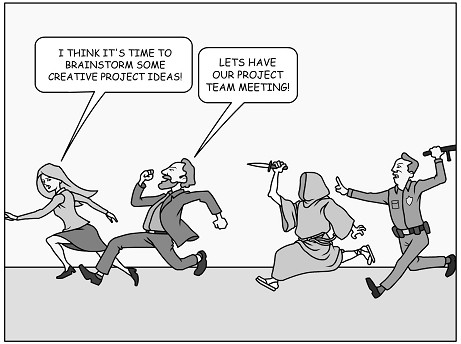 I THINK IT'S TIME TO
BRAINSTORM SOME
CREATIVE PROJECT IDEAS!
LETS HAVE
OUR PROJECT
TEAM MEETING!